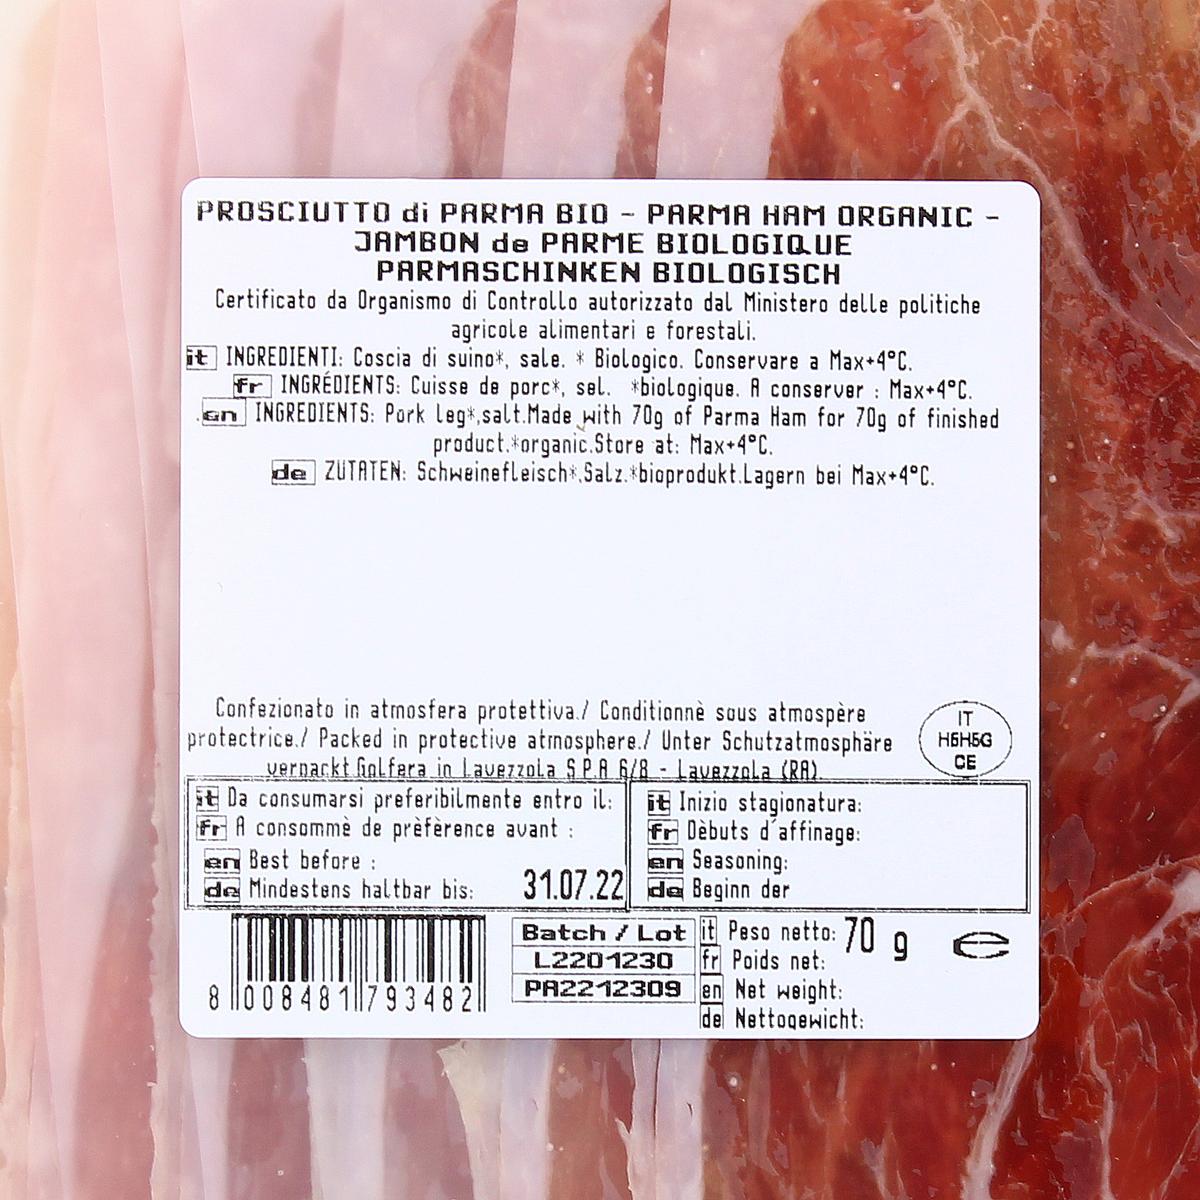 PROSCIUTTO di PARMA BIO - PARMA HAM ORGANIC -
JAMBON de PARME BIOLOGIQUE
PARMASCHINKEN BIOLOGISCH
Certificato da Organismo di Controllo autorizzato dal Ministero delle politiche
agricole alimentari e forestali.
it INGREDIENTI: Coscia di suino*, sale. * Biologico. Conservare a Max+4°C.
fr INGRÉDIENTS: Cuisse de porc*, sel. *biologique. A conserver : Max+4°C.
en INGREDIENTS: Pork leg*,salt.Made with 70g of Parma Ham for 70g of finished
product.*organic.Store at: Max+4°C.
de ZUTATEN: Schweinefleisch*.Salz.*bioprodukt.Lagern bei Max+4°C.
Confezionato in atmosfera protettiva./ Conditionnè sous atmospère
protectrice./ Packed in protective atmosphere./ Unter Schutzatmosphäre
verpackt Golfera in Lavezzola S.P.A 6/8 - Lavezzola (RA).
IT
H6H5G
CE
it Da consumarsi preferibilmente entro il:
fr A consommè de prèfèrence avant :
en Best before :
de Mindestens haltbar bis: 31.07.22
it Inizio stagionatura:
fr Dèbuts d'affinage:
en Seasoning:
de Beginn der
8 008481 793482
Batch / Lot
L2201230
PA2212309
it Peso netto: 70 g
fr Poids net:
en Net weight:
de Nettogewicht: